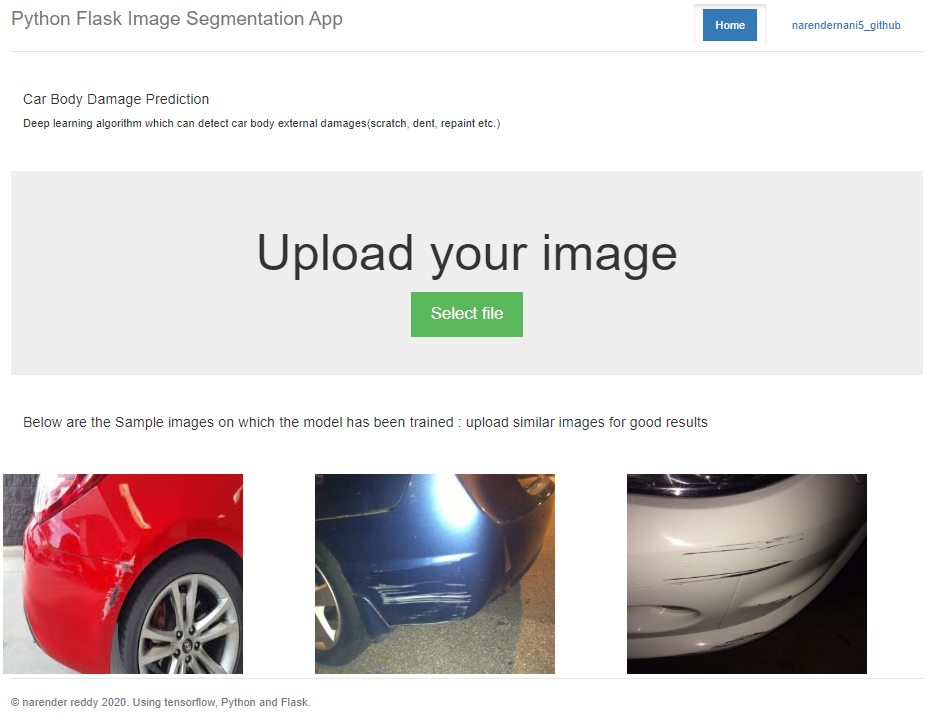 Python Flask Image Segmentation App
Home
narendernani5_github
Car Body Damage Prediction
Deep learning algorithm which can detect car body external damages(scratch, dent, repaint etc.)
Upload your image
Select file
Below are the Sample images on which the model has been trained : upload similar images for good results
© narender reddy 2020. Using tensorflow, Python and Flask.